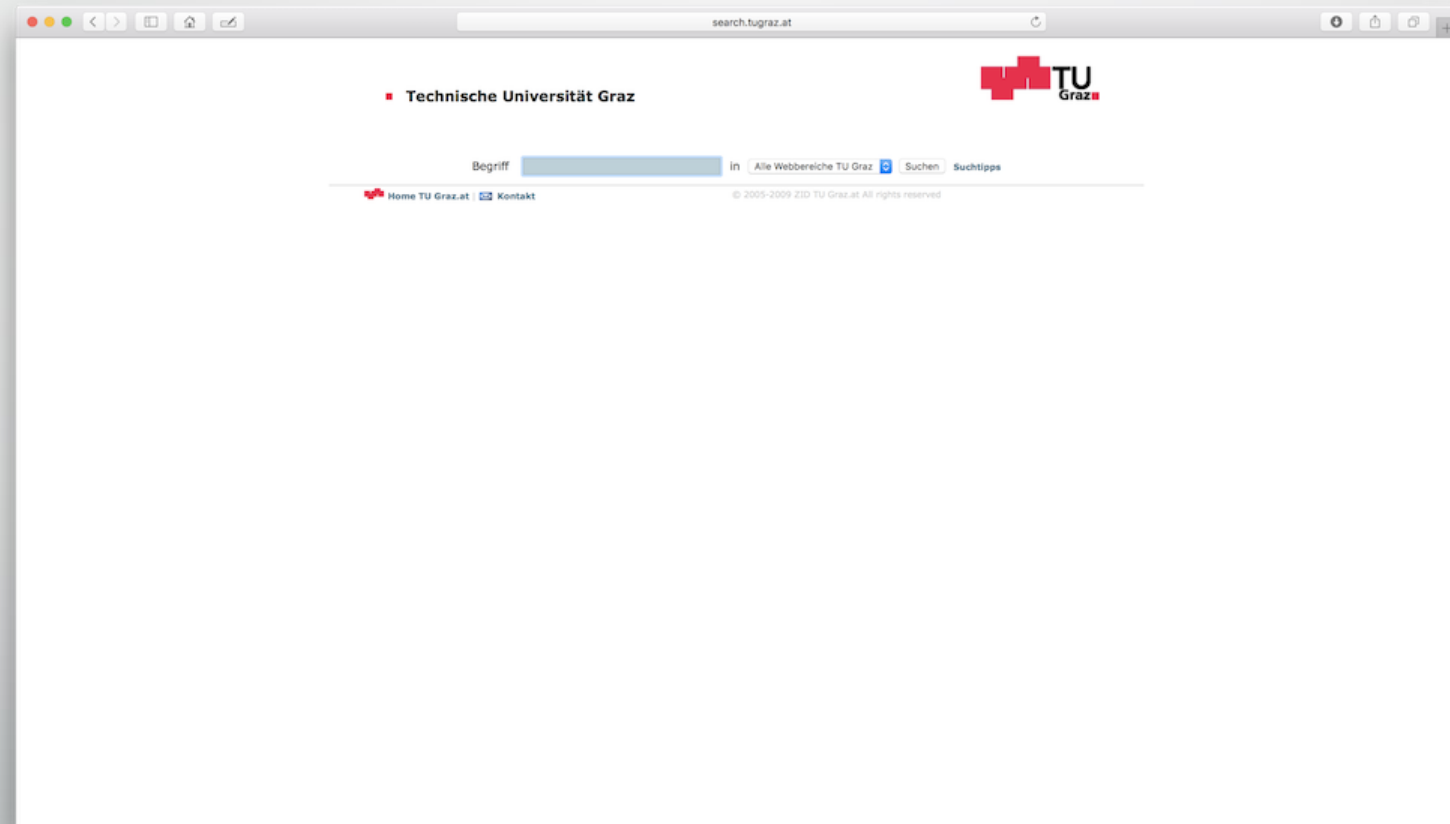 search.tugraz.at
Technische Universität Graz
TU
Graz
Begriff in Alle Webbereiche TU Graz Suchen Suchtipps
Home TU Graz.at | Kontakt © 2005-2009 ZID TU Graz.at All rights reserved